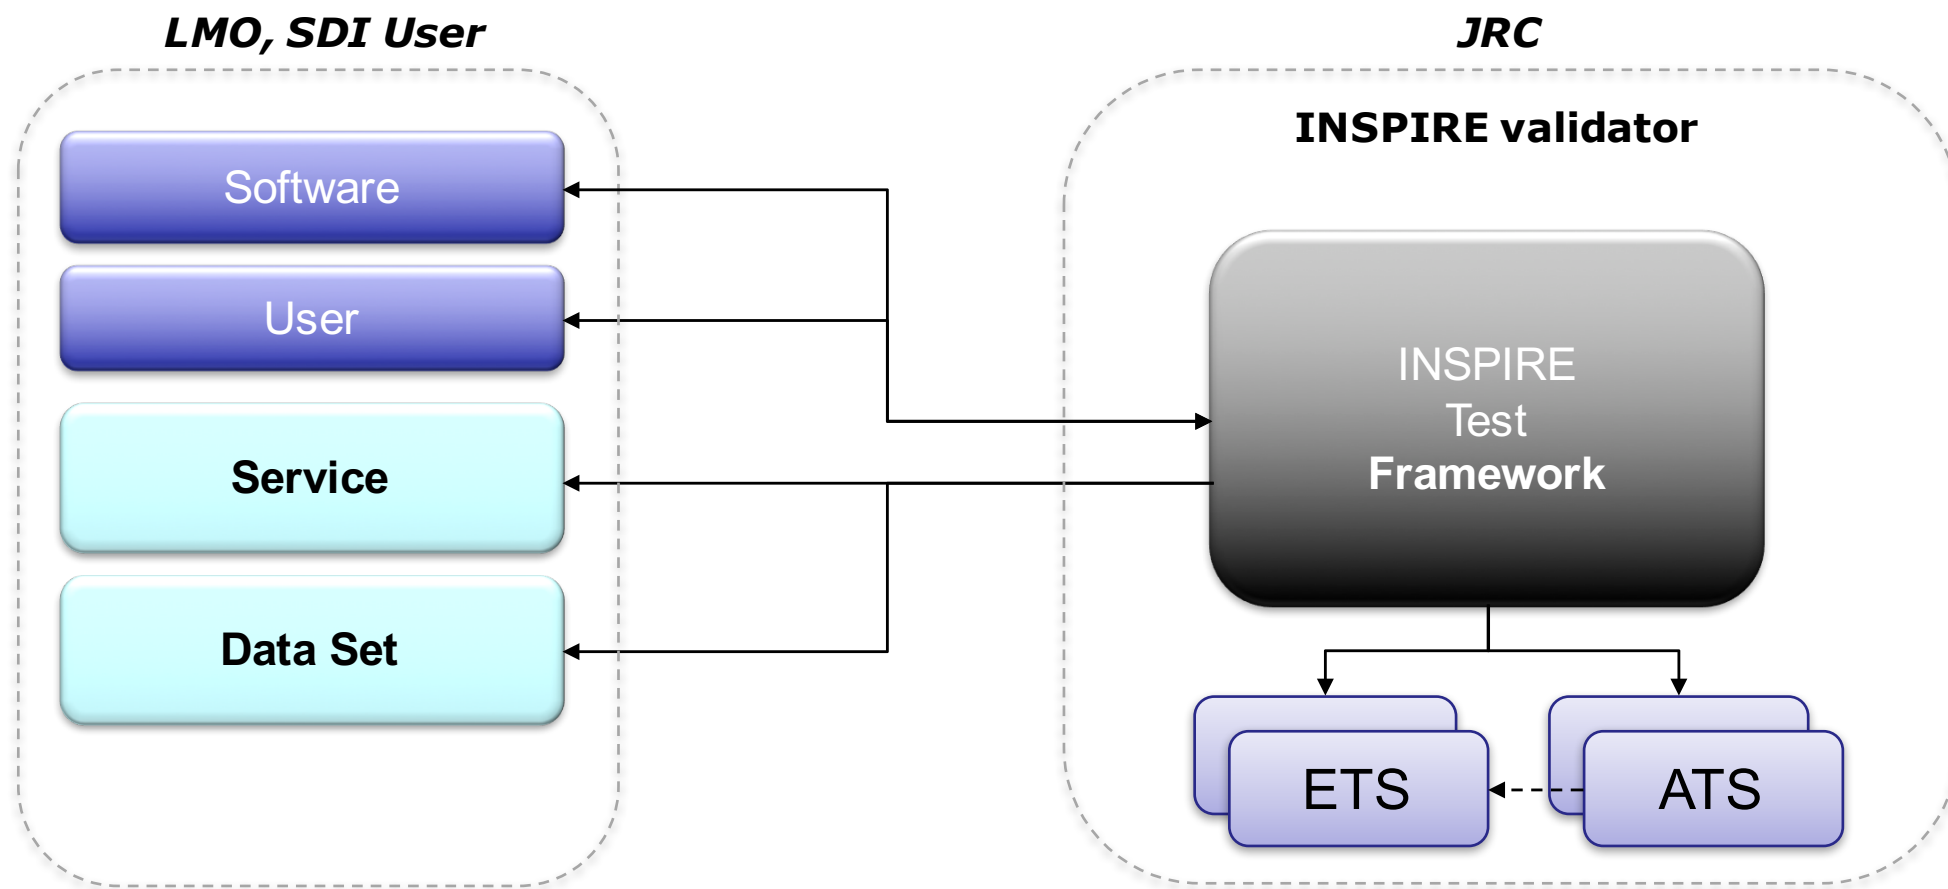 LMO, SDI User
Software
User
Service
Data Set
JRC
INSPIRE validator
INSPIRE
Test
Framework
ETS
ATS